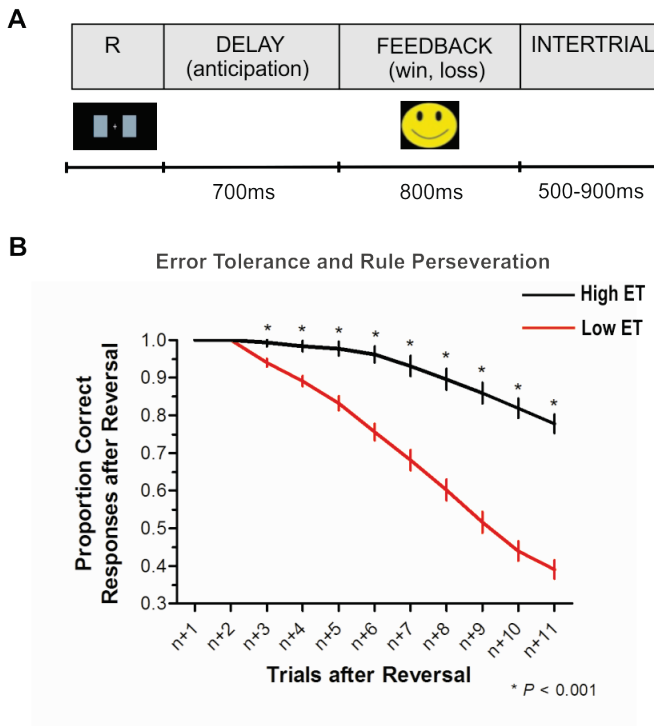 A
R
DELAY
(anticipation)
FEEDBACK
(win, loss)
INTERTRIAL
700ms
800ms
500-900ms
B
Error Tolerance and Rule Perseveration
High ET
Low ET
* * * * * * * * *
1.0
0.9
0.8
0.7
0.6
0.5
0.4
0.3
Proportion Correct
Responses after Reversal
n+1 n+2 n+3 n+4 n+5 n+6 n+7 n+8 n+9 n+10 n+11
Trials after Reversal
* P < 0.001